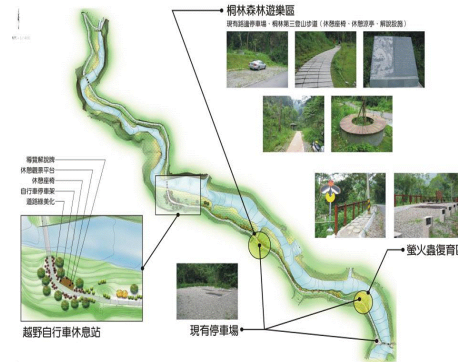 桐林森林遊樂區
現有路邊停車場、桐林第三登山步道（休憩座椅、休憩涼亭、解說設施）
導覽解說牌
休憩觀景平台
休憩座椅
自行車停車架
道路綠美化
螢火蟲復育區
越野自行車休息站
現有停車場